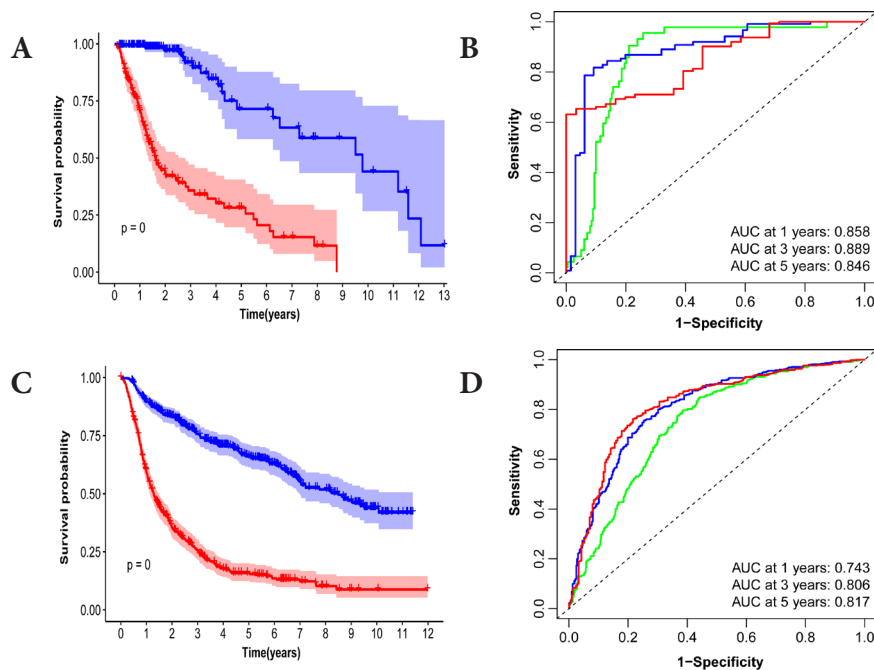 A
Survival probability
1.00
0.75
0.50
0.25
0.00
p = 0
0 1 2 3 4 5 6 7 8 9 10 11 12 13
Time(years)
B
Sensitivity
1.0
0.8
0.6
0.4
0.2
0.0
AUC at 1 years: 0.858
AUC at 3 years: 0.889
AUC at 5 years: 0.846
0.0 0.2 0.4 0.6 0.8 1.0
1−Specificity
C
Survival probability
1.00
0.75
0.50
0.25
0.00
p = 0
0 1 2 3 4 5 6 7 8 9 10 11 12
Time(years)
D
Sensitivity
1.0
0.8
0.6
0.4
0.2
0.0
AUC at 1 years: 0.743
AUC at 3 years: 0.806
AUC at 5 years: 0.817
0.0 0.2 0.4 0.6 0.8 1.0
1−Specificity